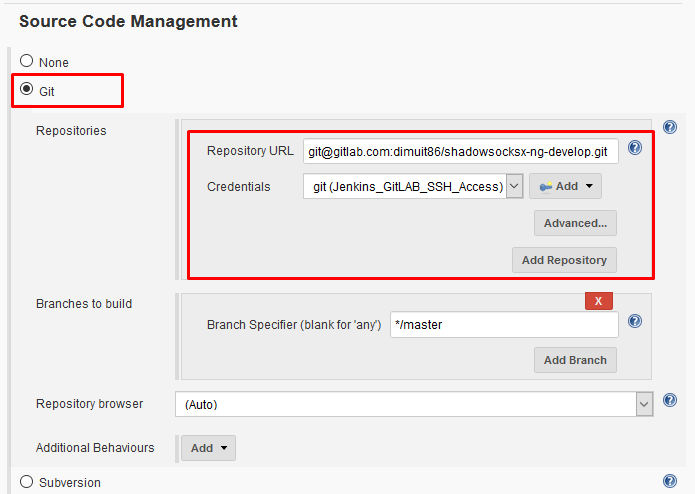 Source Code Management
None
Git
Repositories
Repository URL git@gitlab.com:dimuit86/shadowsocksx-ng-develop.git
Credentials git (Jenkins_GitLAB_SSH_Access) Add
Advanced...
Add Repository
Branches to build
X
Branch Specifier (blank for 'any') */master
Add Branch
Repository browser (Auto)
Additional Behaviours Add
Subversion